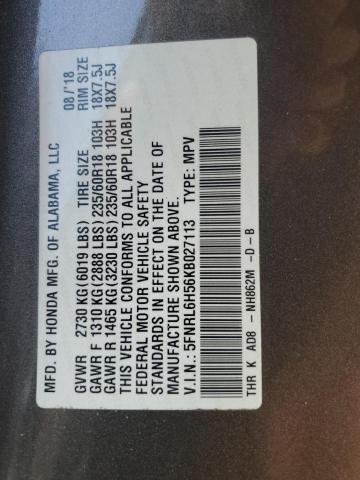 MFD. BY HONDA MFG. OF ALABAMA, LLC 08/'18
GVWR 2730 KG(6019 LBS) TIRE SIZE RIM SIZE
GAWR F 1310 KG(2888 LBS)235/60R18 103H 18X7.5J
GAWR R 1465 KG(3230 LBS)235/60R18 103H 18X7.5J
THIS VEHICLE CONFORMS TO ALL APPLICABLE
FEDERAL MOTOR VEHICLE SAFETY
STANDARDS IN EFFECT ON THE DATE OF
MANUFACTURE SHOWN ABOVE.
V.I.N.:5FNRL6H56KB027113 TYPE: MPV
THR K AD8 - NH862M -D-B